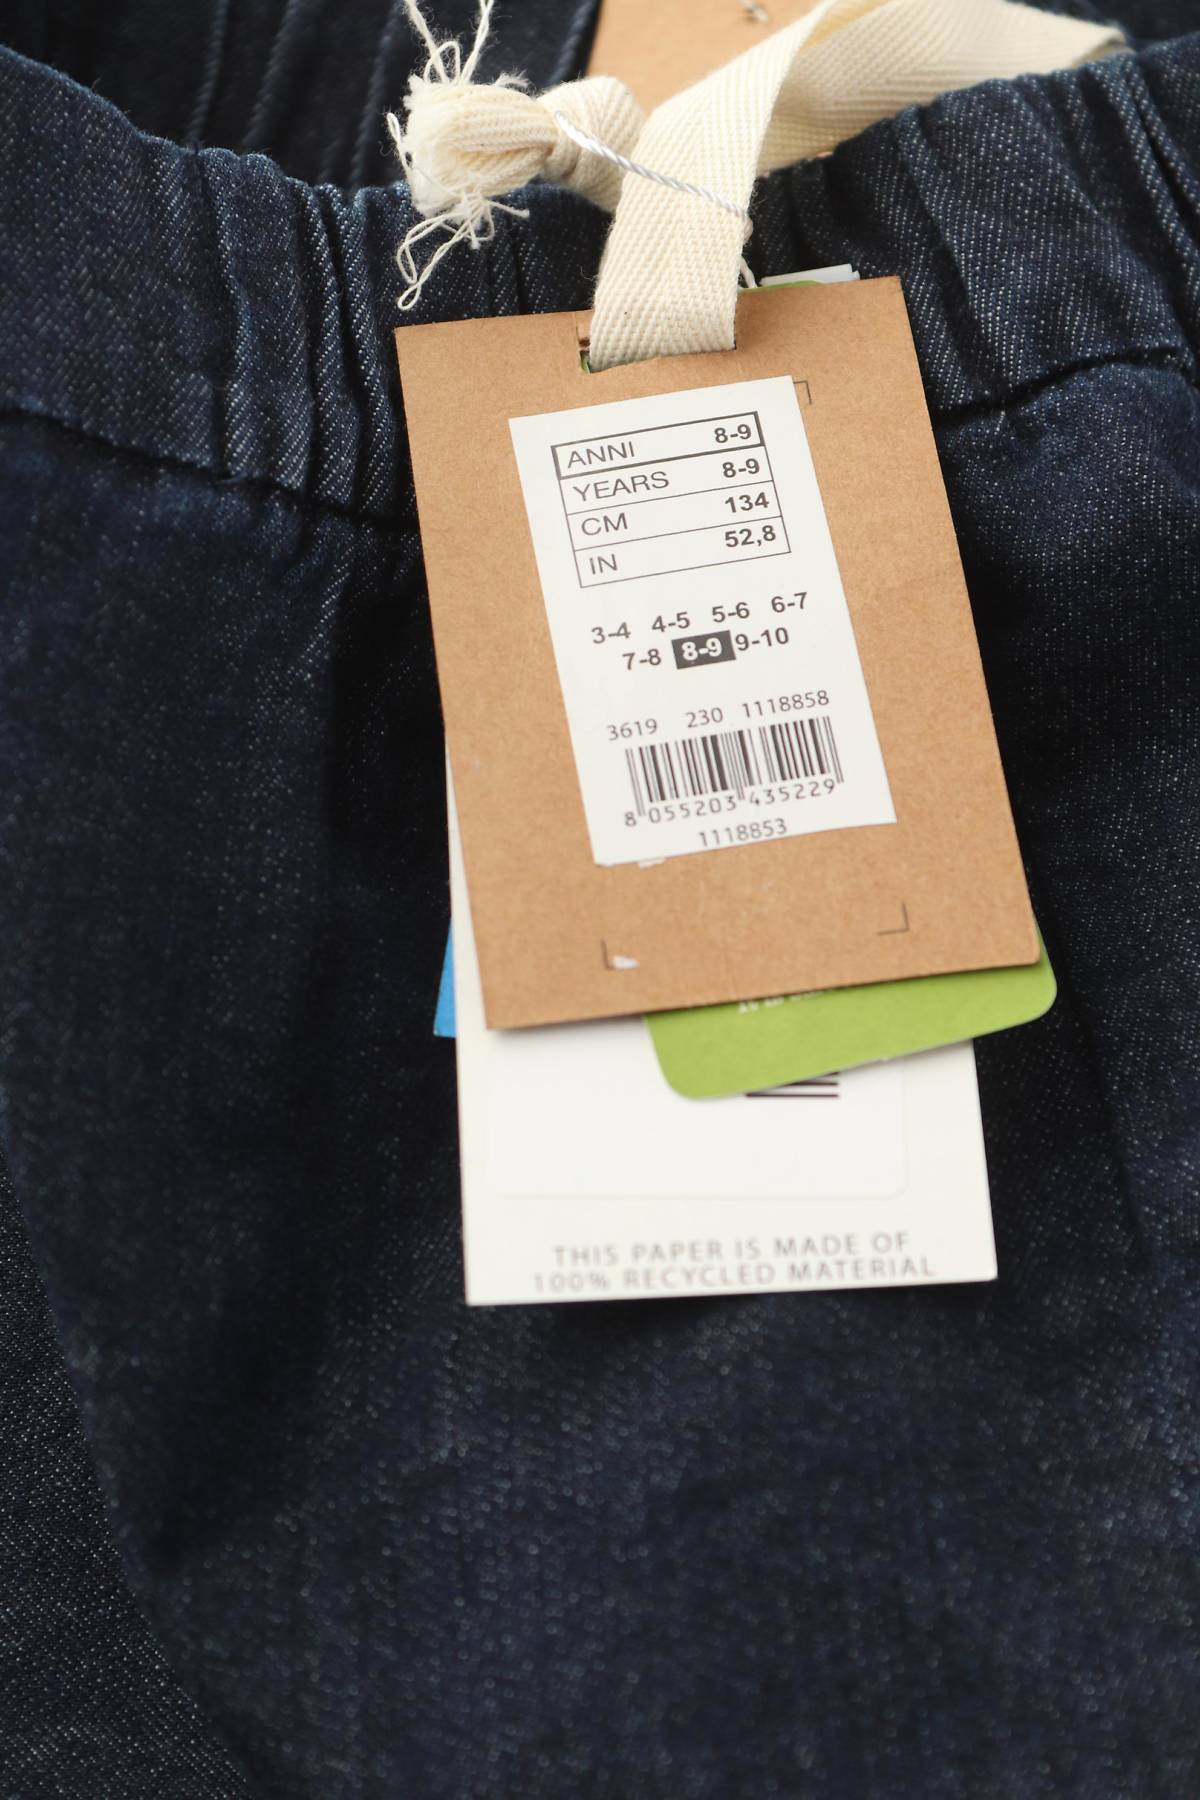 ANNI 8-9
YEARS 8-9
CM 134
IN 52,8
3-4 4-5 5-6 6-7
7-8 8-9 9-10
3619 230 1118858
8 055203 435229
1118853
THIS PAPER IS MADE OF
100% RECYCLED MATERIAL